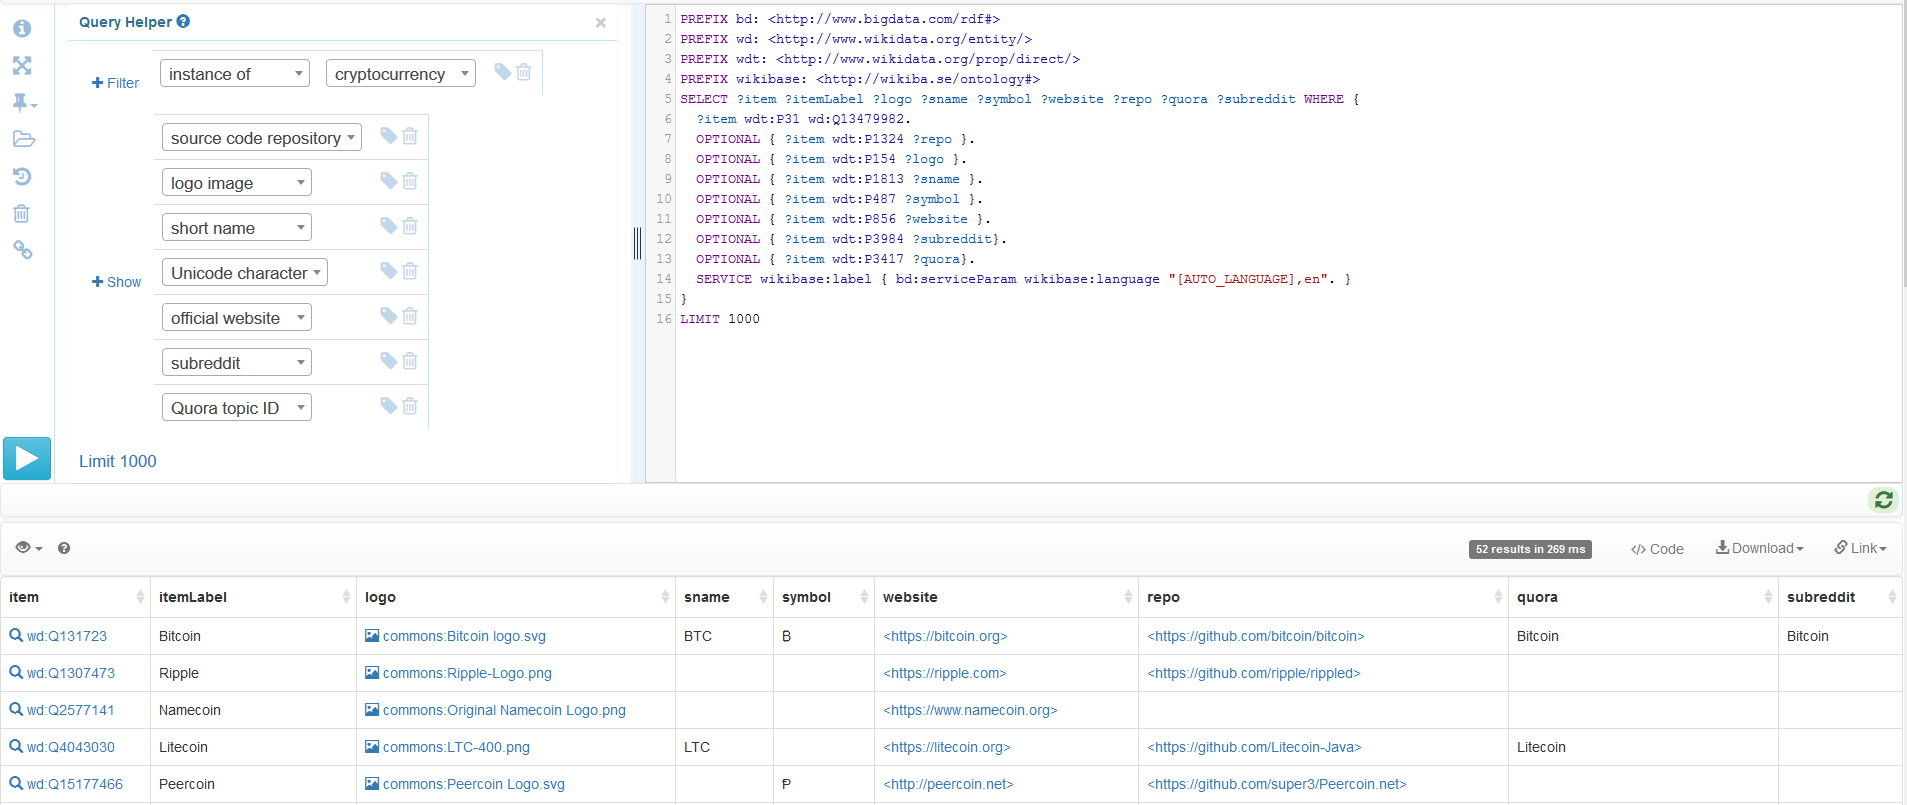 Query Helper
Filter
instance of
cryptocurrency
source code repository
logo image
short name
Show
Unicode character
official website
subreddit
Quora topic ID
Limit 1000
1 PREFIX bd: <http://www.bigdata.com/rdf#>
2 PREFIX wd: <http://www.wikidata.org/entity/>
3 PREFIX wdt: <http://www.wikidata.org/prop/direct/>
4 PREFIX wikibase: <http://wikiba.se/ontology#>
5 SELECT ?item ?itemLabel ?logo ?sname ?symbol ?website ?repo ?quora ?subreddit WHERE {
6 ?item wdt:P31 wd:Q13479982.
7 OPTIONAL { ?item wdt:P1324 ?repo }.
8 OPTIONAL { ?item wdt:P154 ?logo }.
9 OPTIONAL { ?item wdt:P1813 ?sname }.
10 OPTIONAL { ?item wdt:P487 ?symbol }.
11 OPTIONAL { ?item wdt:P856 ?website }.
12 OPTIONAL { ?item wdt:P3984 ?subreddit}.
13 OPTIONAL { ?item wdt:P3417 ?quora}.
14 SERVICE wikibase:label { bd:serviceParam wikibase:language "[AUTO_LANGUAGE],en". }
15 }
16 LIMIT 1000
52 results in 269 ms </> Code Download Link
item itemLabel logo sname symbol website repo quora subreddit
wd:Q131723 Bitcoin commons:Bitcoin logo.svg BTC ₿ <https://bitcoin.org> <https://github.com/bitcoin/bitcoin> Bitcoin Bitcoin
wd:Q1307473 Ripple commons:Ripple-Logo.png <https://ripple.com> <https://github.com/ripple/rippled>
wd:Q2577141 Namecoin commons:Original Namecoin Logo.png <https://www.namecoin.org>
wd:Q4043030 Litecoin commons:LTC-400.png LTC <https://litecoin.org> <https://github.com/Litecoin-Java> Litecoin
wd:Q15177466 Peercoin commons:Peercoin Logo.svg Ᵽ <http://peercoin.net> <https://github.com/super3/Peercoin.net>